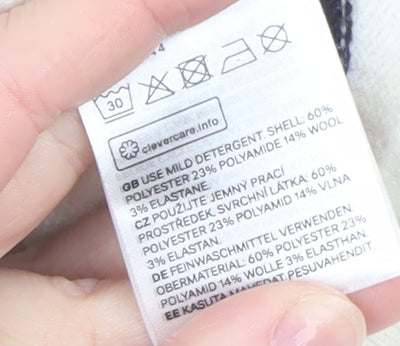 30
clevercare.info
GB USE MILD DETERGENT. SHELL: 60%
POLYESTER 23% POLYAMIDE 14% WOOL
3% ELASTANE.
CZ POUŽIJTE JEMNÝ PRACÍ
PROSTŘEDEK. SVRCHNÍ LÁTKA: 60%
POLYESTER 23% POLYAMID 14% VLNA
3% ELASTAN.
DE FEINWASCHMITTEL VERWENDEN.
OBERMATERIAL: 60% POLYESTER 23%
POLYAMID 14% WOLLE 3% ELASTHAN.
EE KASUTA MAHEDAT PESUVAHENDIT.